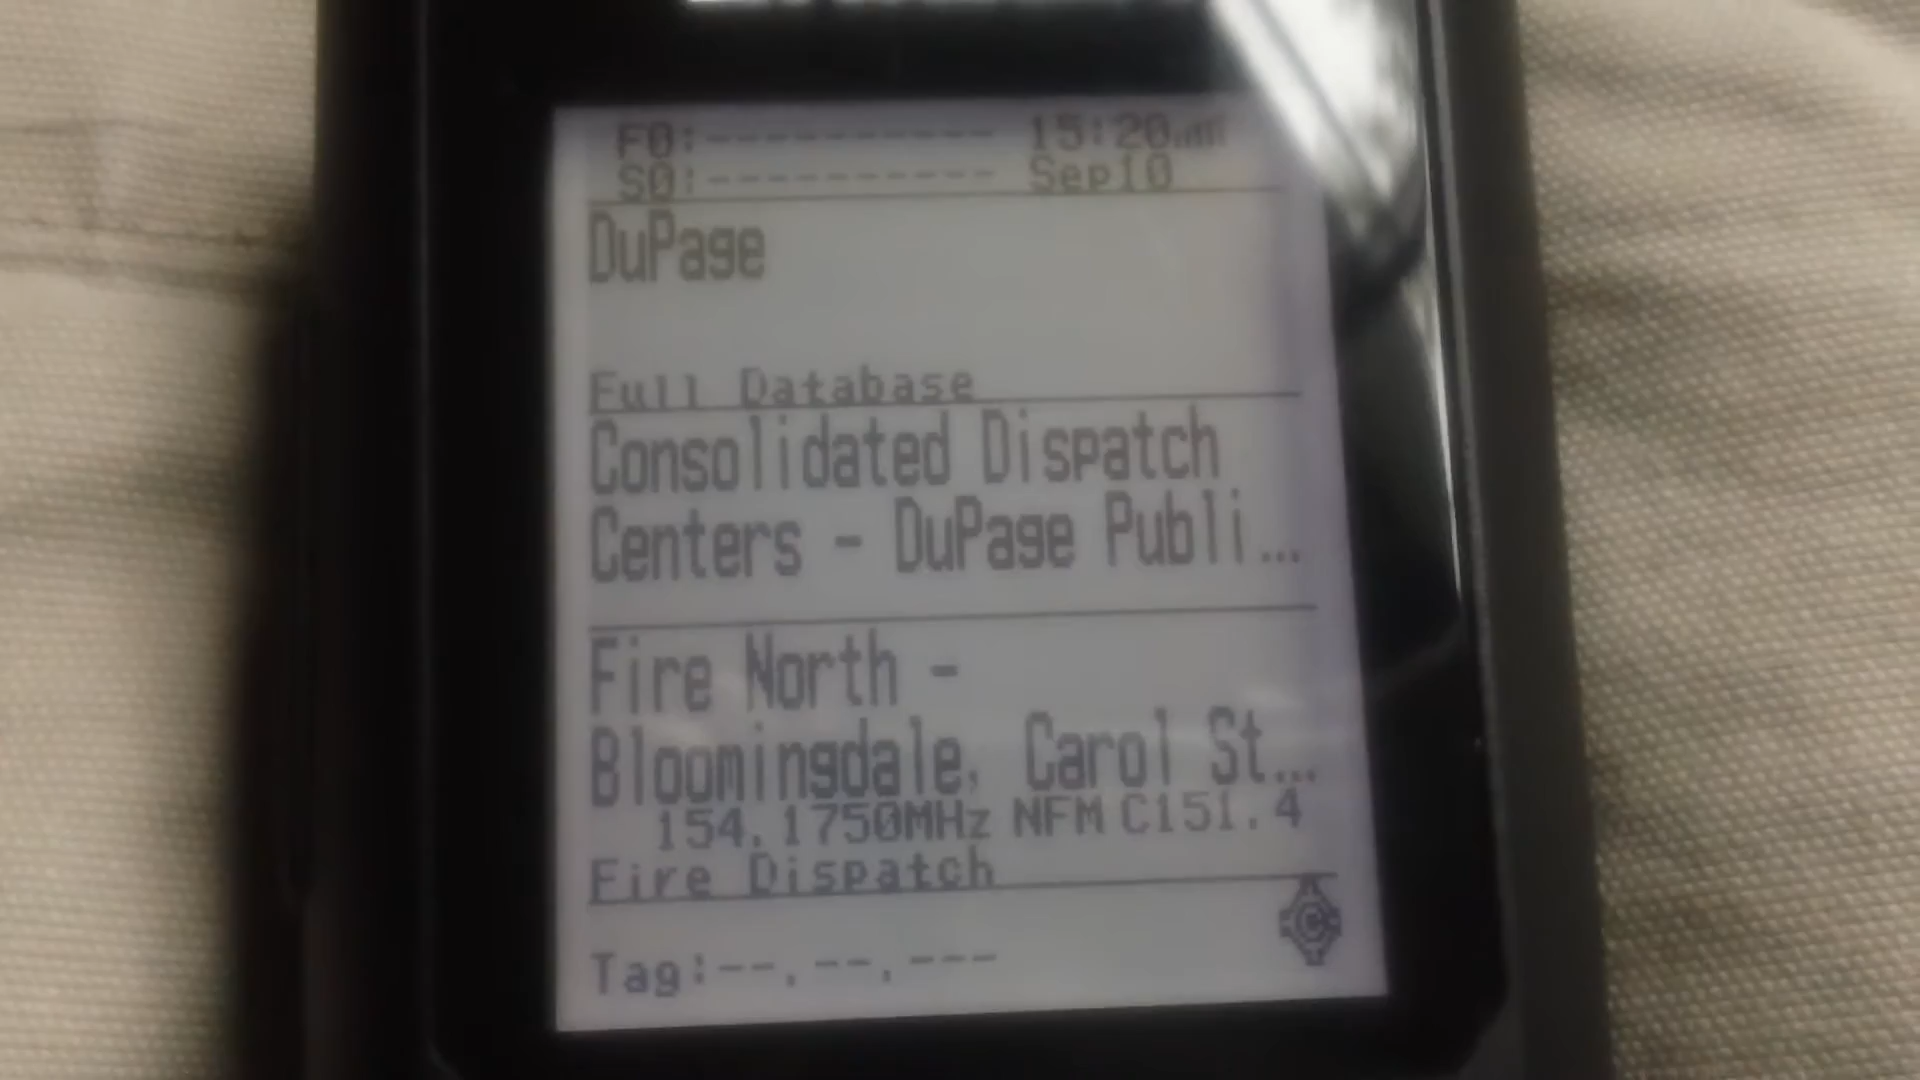 F0:---------- 15:20
S0:---------- Sep10
DuPage
Full Database
Consolidated Dispatch
Centers - DuPage Publi...
Fire North -
Bloomingdale, Carol St...
154.1750MHz NFM C151.4
Fire Dispatch
C
Tag:--.--.---